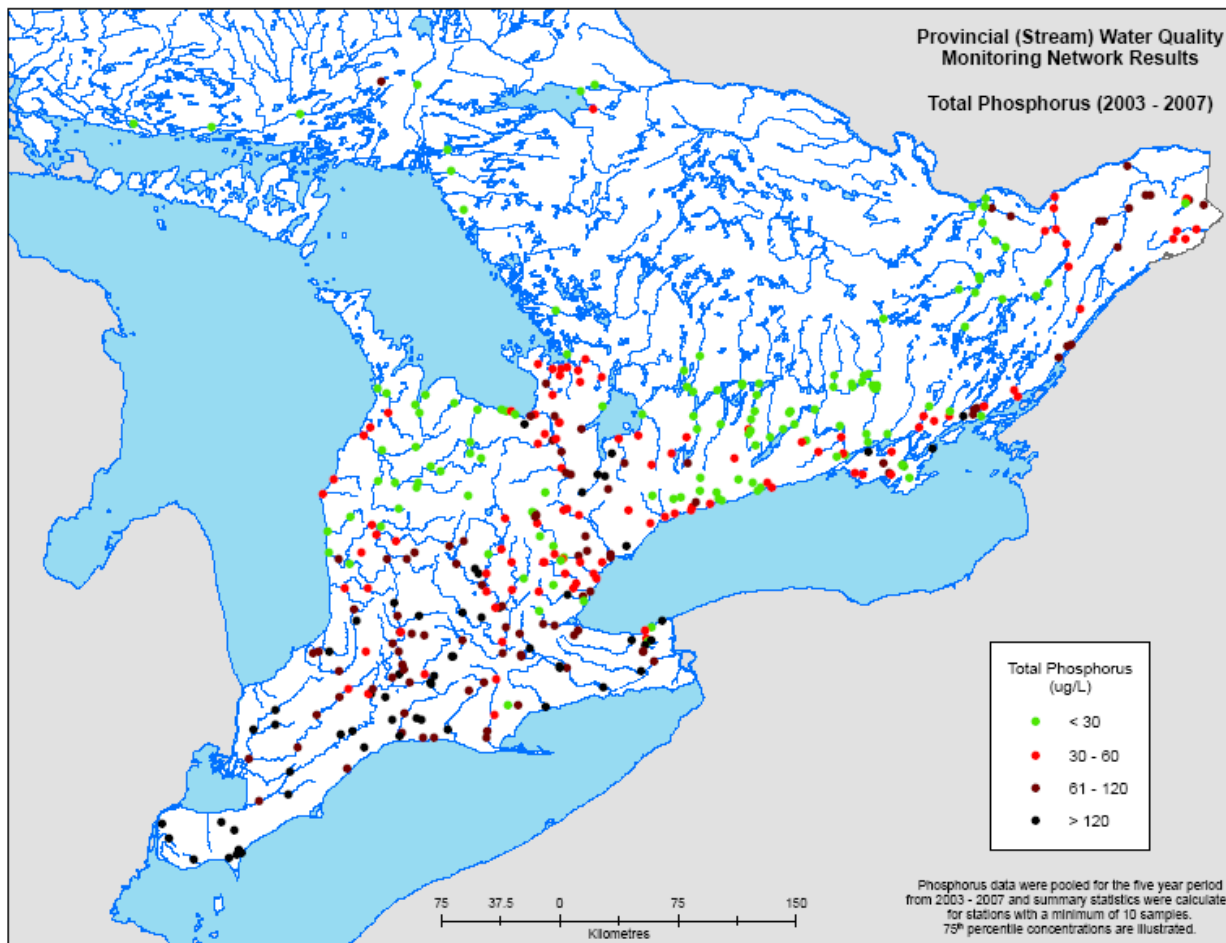 Provincial (Stream) Water Quality
Monitoring Network Results
Total Phosphorus (2003 - 2007)
Total Phosphorus
(ug/L)
< 30
30 - 60
61 - 120
> 120
Phosphorus data were pooled for the five year period
from 2003 - 2007 and summary statistics were calculate
for stations with a minimum of 10 samples.
75th percentile concentrations are illustrated.
75 37.5 0 75 150
Kilometres